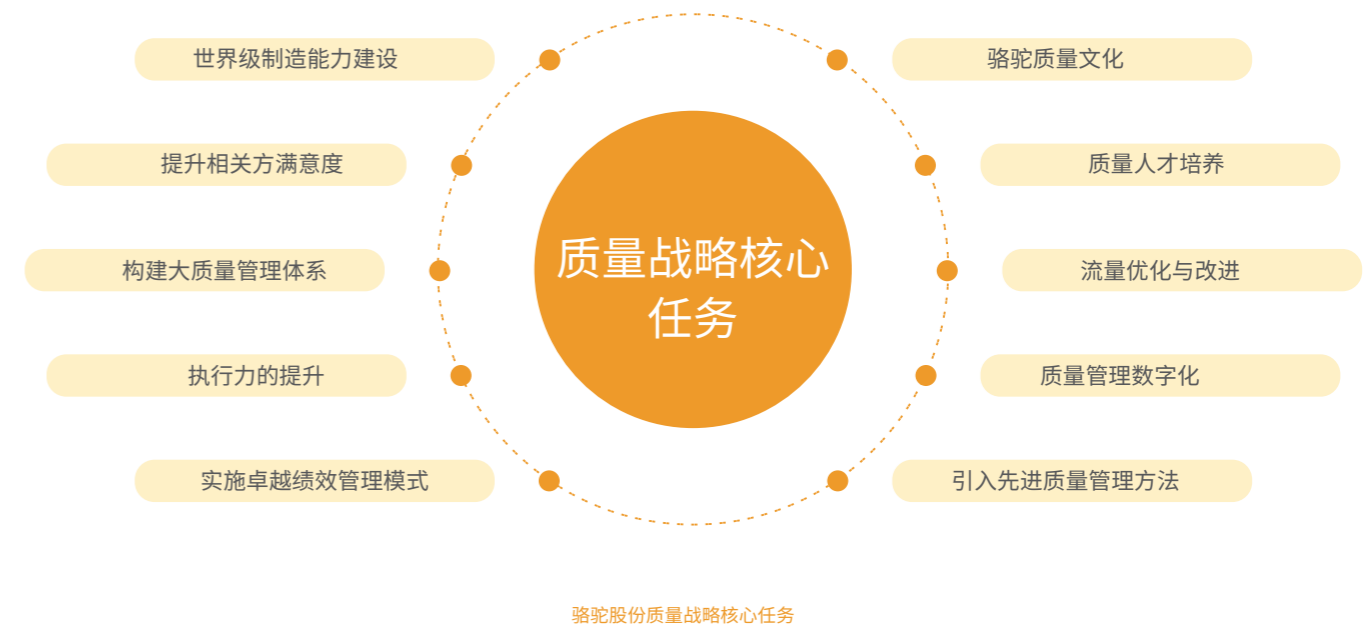 世界级制造能力建设
骆驼质量文化
提升相关方满意度
质量人才培养
质量战略核心
任务
构建大质量管理体系
流量优化与改进
执行力的提升
质量管理数字化
实施卓越绩效管理模式
引入先进质量管理方法
骆驼股份质量战略核心任务